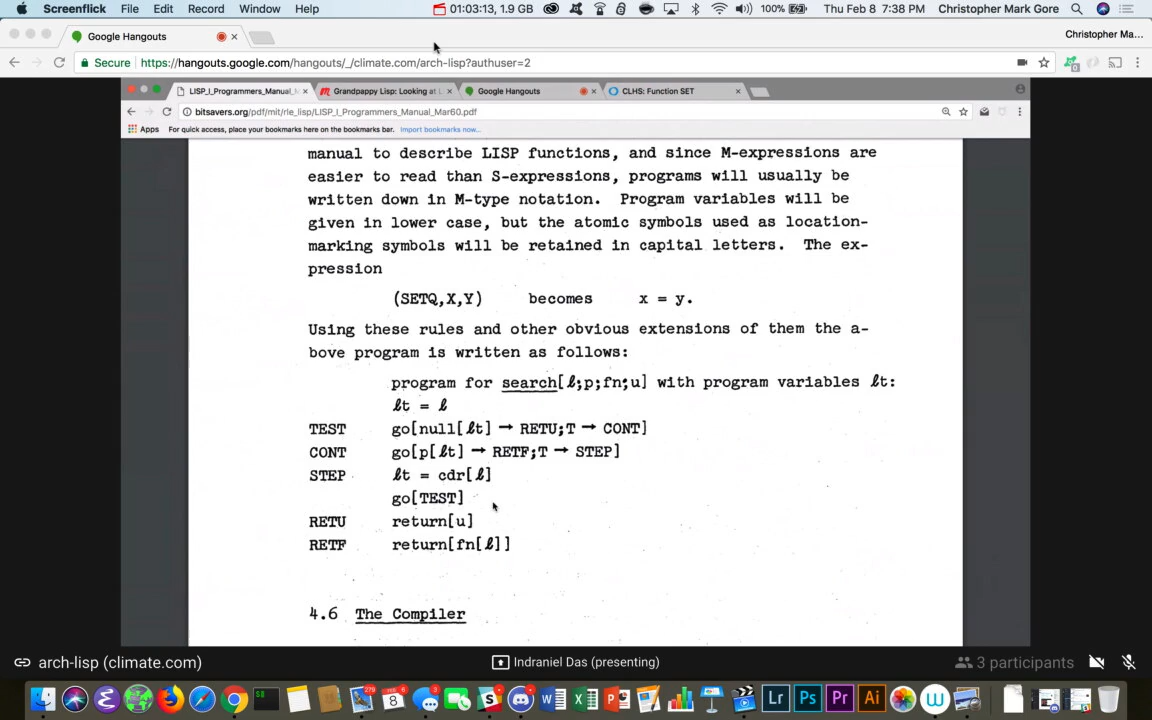 Screenflick File Edit Record Window Help 01:03:13, 1.9 GB 100% Thu Feb 8 7:38 PM Christopher Mark Gore
Google Hangouts Christopher Ma...
Secure https://hangouts.google.com/hangouts/_/climate.com/arch-lisp?authuser=2
LISP_I_Programmers_Manual_M Grandpappy Lisp: Looking at L Google Hangouts CLHS: Function SET
bitsavers.org/pdf/mit/rle_lisp/LISP_I_Programmers_Manual_Mar60.pdf
Apps For quick access, place your bookmarks here on the bookmarks bar. Import bookmarks now...
manual to describe LISP functions, and since M-expressions are
easier to read than S-expressions, programs will usually be
written down in M-type notation. Program variables will be
given in lower case, but the atomic symbols used as location-
marking symbols will be retained in capital letters. The ex-
pression
(SETQ,X,Y) becomes x = y.
Using these rules and other obvious extensions of them the a-
bove program is written as follows:
program for search[ℓ;p;fn;u] with program variables ℓt:
ℓt = ℓ
TEST go[null[ℓt] → RETU;T → CONT]
CONT go[p[ℓt] → RETF;T → STEP]
STEP ℓt = cdr[ℓ]
go[TEST]
RETU return[u]
RETF return[fn[ℓ]]
4.6 The Compiler
arch-lisp (climate.com) Indraniel Das (presenting) 3 participants
Lr Ps Pr Ai